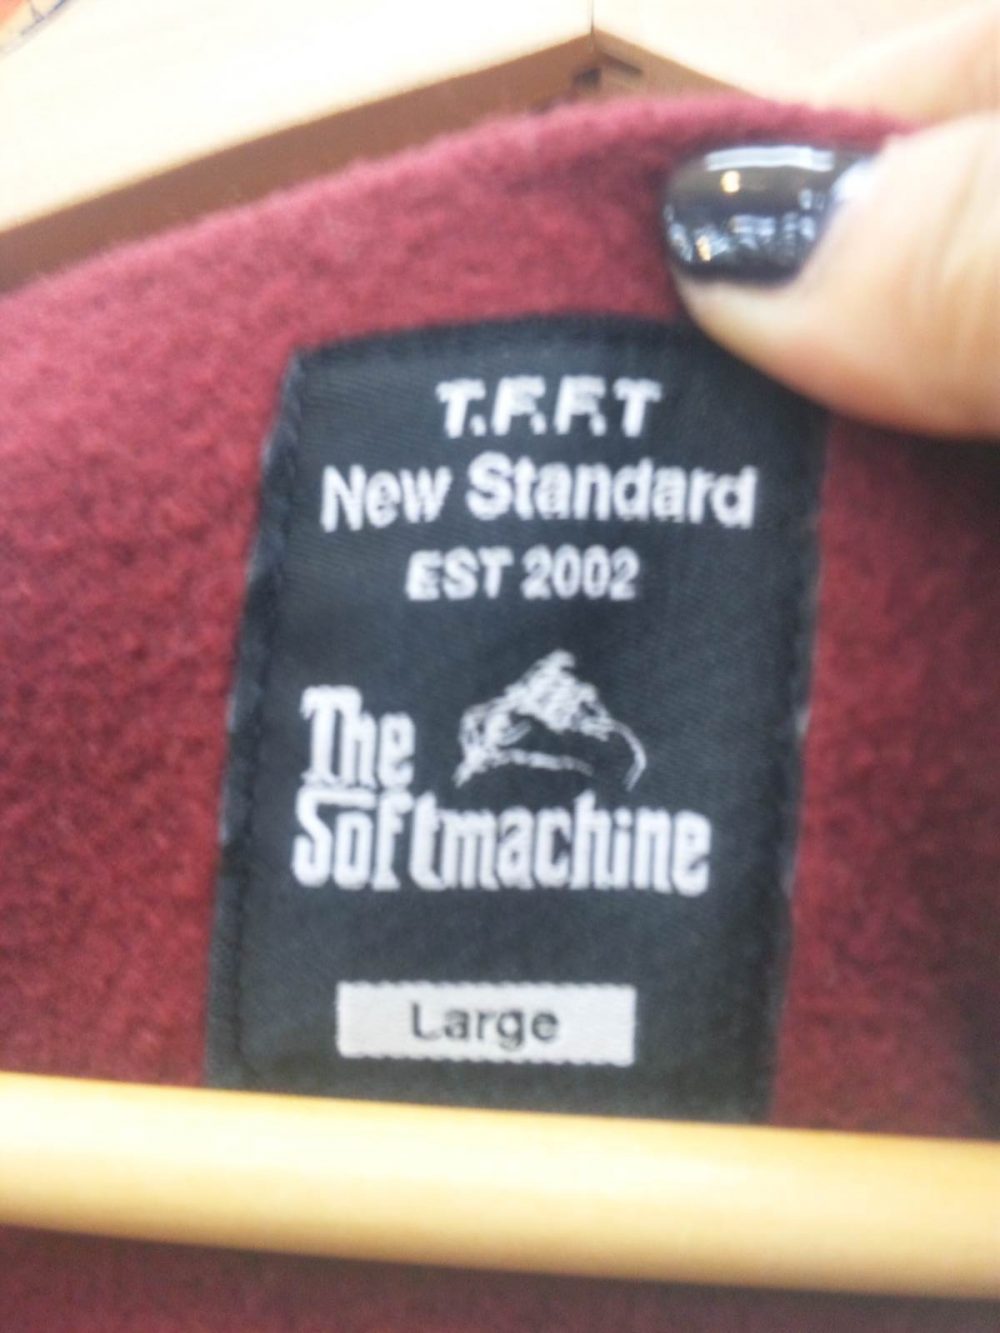 T.F.F.T
New Standard
EST 2002
The
Softmachine
Large